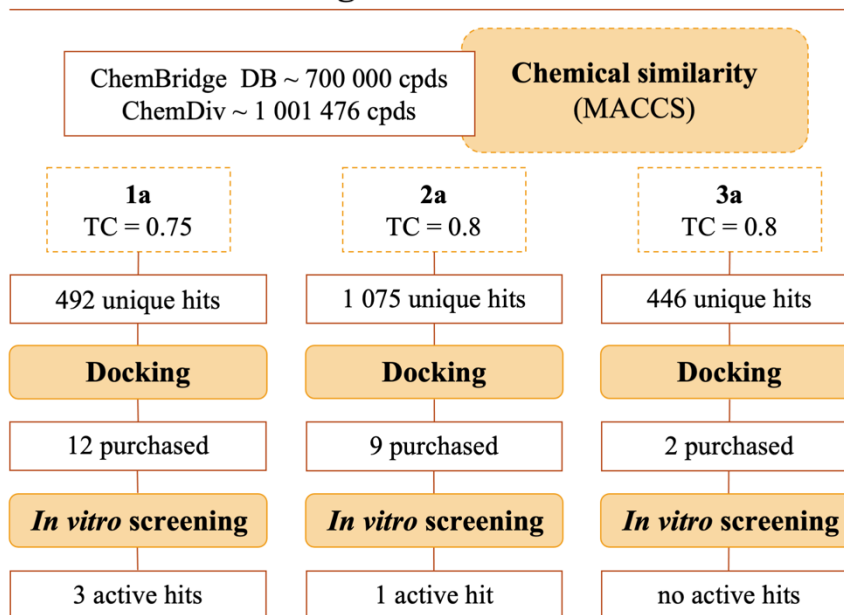 ChemBridge DB ~ 700 000 cpds
ChemDiv ~ 1 001 476 cpds
Chemical similarity
(MACCS)
1a
TC = 0.75
2a
TC = 0.8
3a
TC = 0.8
492 unique hits
1 075 unique hits
446 unique hits
Docking
Docking
Docking
12 purchased
9 purchased
2 purchased
In vitro screening
In vitro screening
In vitro screening
3 active hits
1 active hit
no active hits